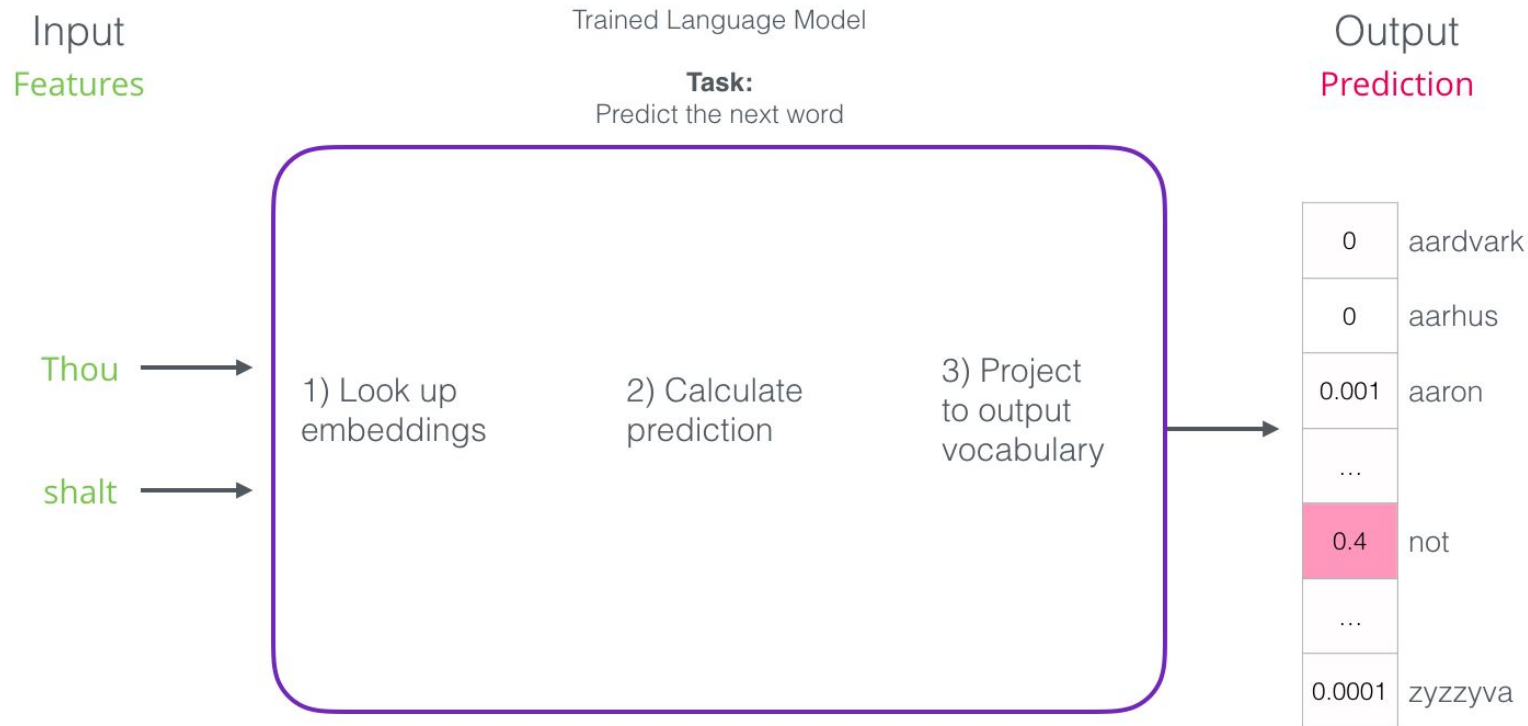 Input
Features
Trained Language Model
Task:
Predict the next word
Output
Prediction
Thou
shalt
1) Look up
embeddings
2) Calculate
prediction
3) Project
to output
vocabulary
0 aardvark
0 aarhus
0.001 aaron
...
0.4 not
...
0.0001 zyzzyva